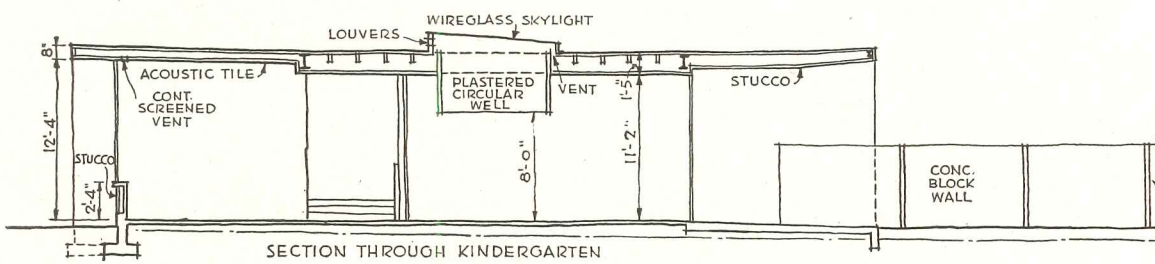 WIREGLASS SKYLIGHT
LOUVERS
8"
ACOUSTIC TILE
CONT.
SCREENED
VENT
PLASTERED
CIRCULAR
WELL
VENT
1'-5"
STUCCO
12'-4"
STUCCO
2'-4"
8'-0"
11'-2"
CONC.
BLOCK
WALL
SECTION THROUGH KINDERGARTEN